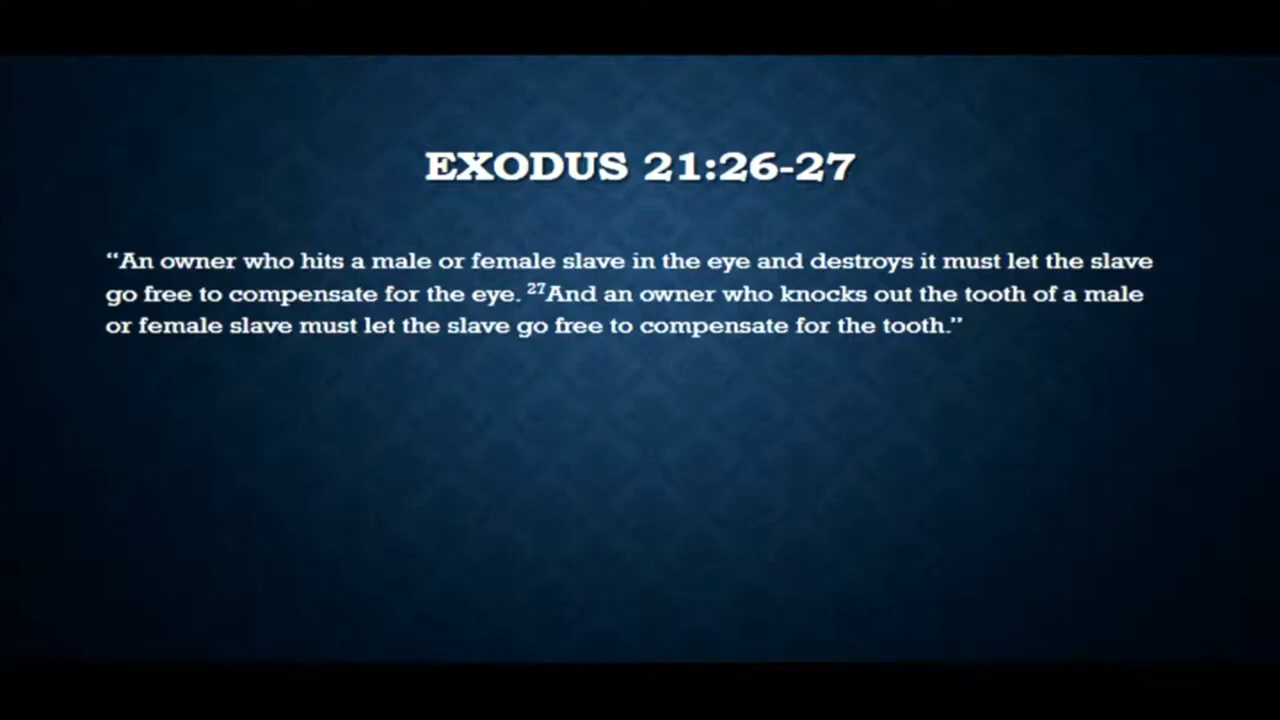 EXODUS 21:26-27
“An owner who hits a male or female slave in the eye and destroys it must let the slave
go free to compensate for the eye. 27And an owner who knocks out the tooth of a male
or female slave must let the slave go free to compensate for the tooth.”